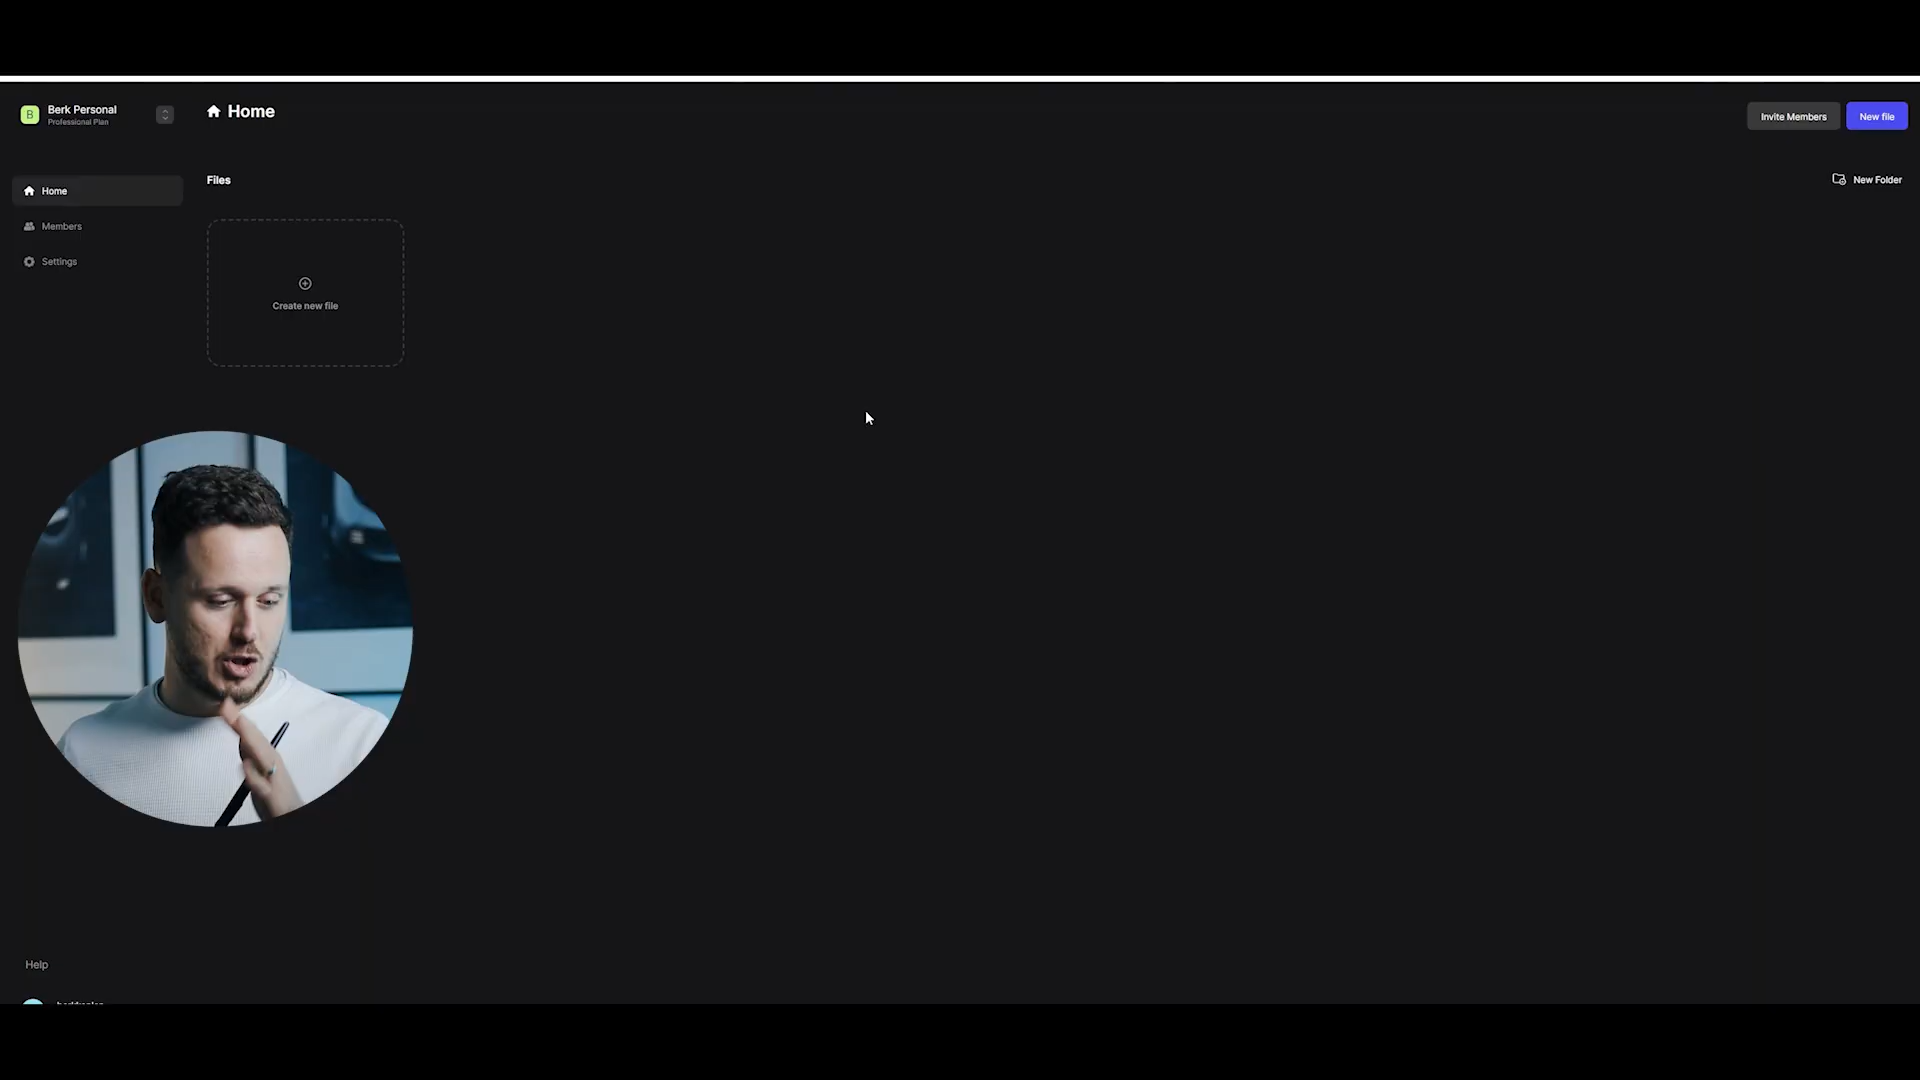 B
Berk Personal
Professional Plan
Home
Invite Members
New file
Home
Members
Settings
Files
New Folder
Create new file
Help